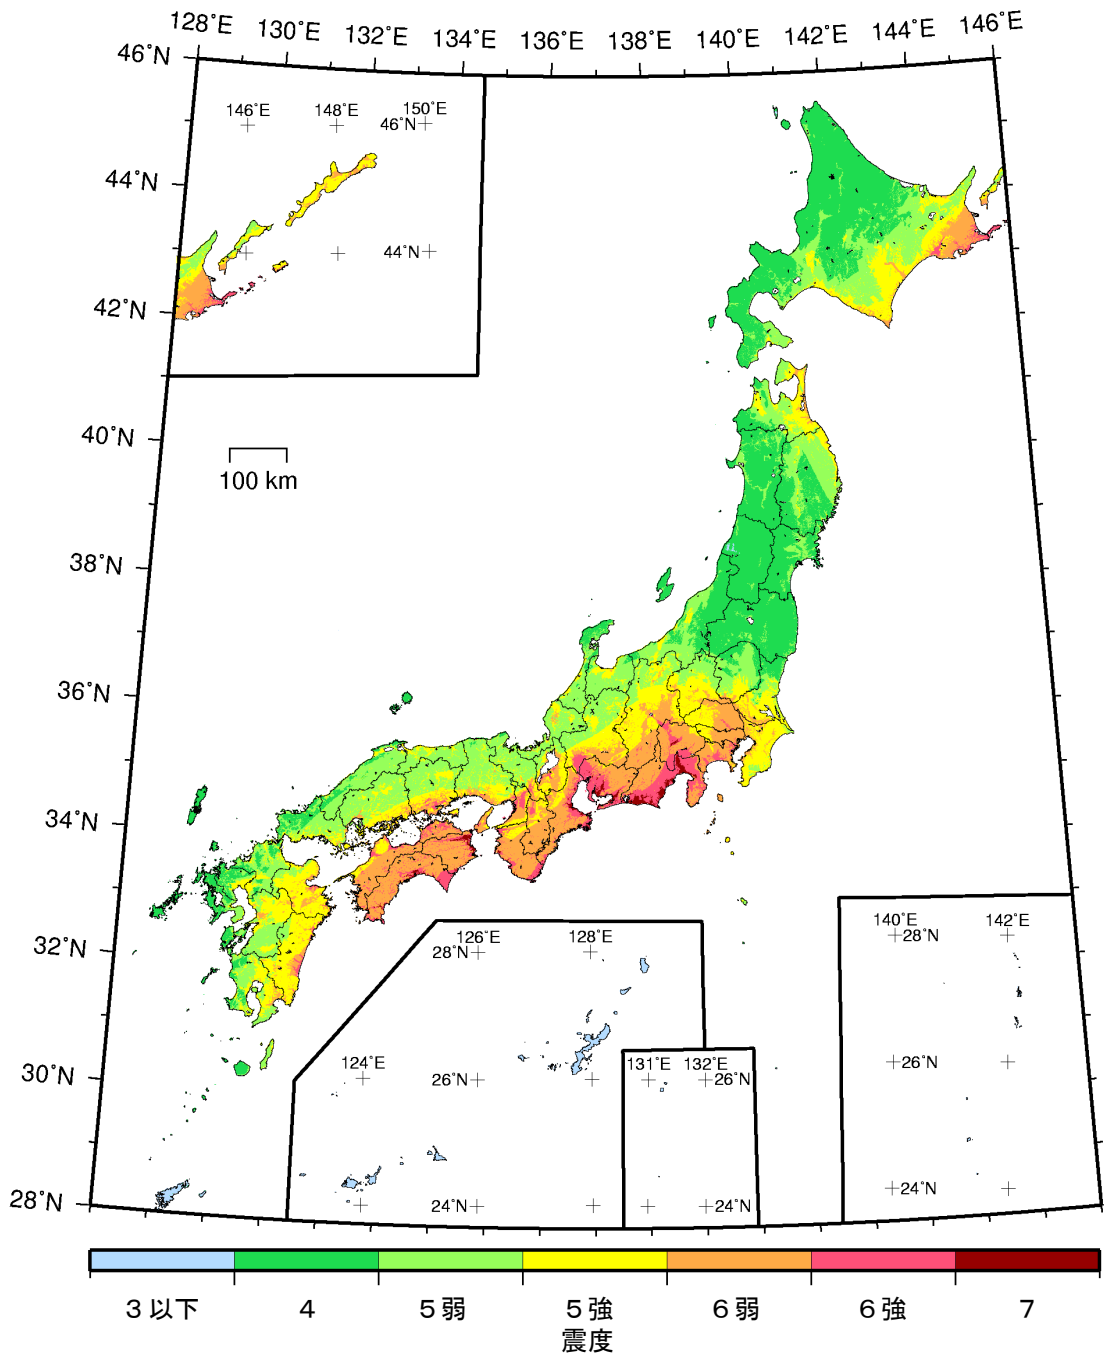 128°E 130°E 132°E 134°E 136°E 138°E 140°E 142°E 144°E 146°E
46°N
146°E 148°E 150°E
46°N
44°N
44°N
42°N
40°N
100 km
38°N
36°N
34°N
32°N
126°E 128°E
28°N
140°E 142°E
28°N
30°N
124°E
26°N
131°E 132°E
26°N
26°N
28°N
24°N
24°N
24°N
3以下 4 5弱 5強 6弱 6強 7
震度